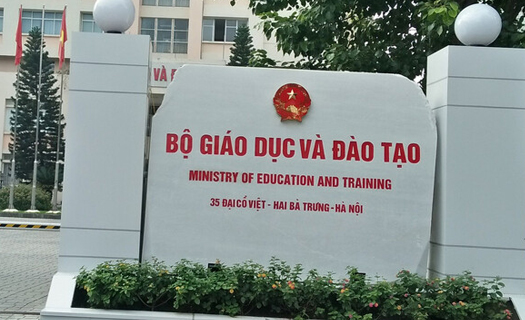 VÀ Đ
BỘ GIÁO DỤC VÀ ĐÀO TẠO
MINISTRY OF EDUCATION AND TRAINING
35 ĐẠI CỒ VIỆT - HAI BÀ TRƯNG - HÀ NỘI